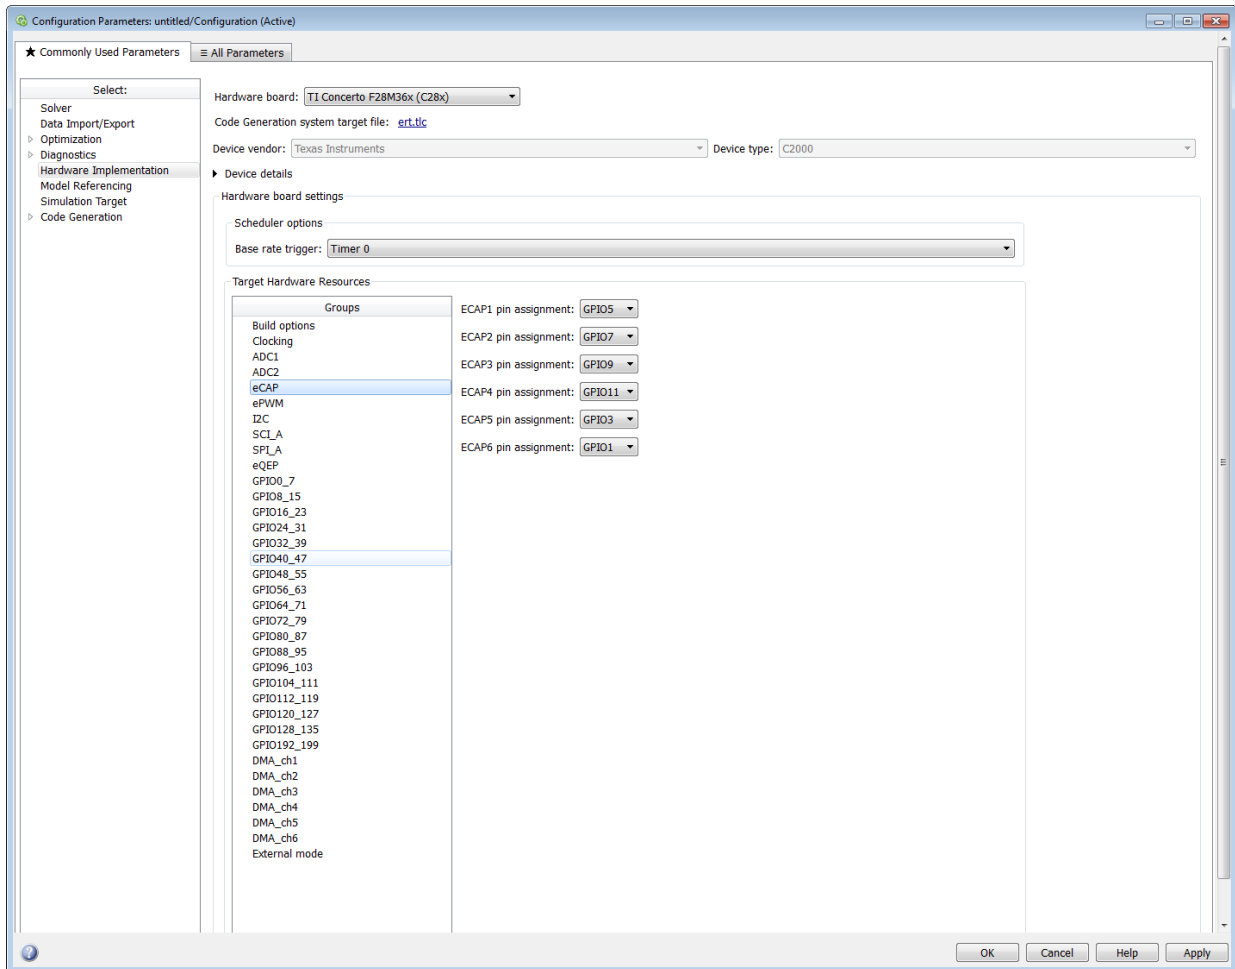 Configuration Parameters: untitled/Configuration (Active)
★ Commonly Used Parameters
≡ All Parameters
Select:
Solver
Data Import/Export
Optimization
Diagnostics
Hardware Implementation
Model Referencing
Simulation Target
Code Generation
Hardware board: TI Concerto F28M36x (C28x)
Code Generation system target file: ert.tlc
Device vendor: Texas Instruments Device type: C2000
Device details
Hardware board settings
Scheduler options
Base rate trigger: Timer 0
Target Hardware Resources
Groups
Build options
Clocking
ADC1
ADC2
eCAP
ePWM
I2C
SCI_A
SPI_A
eQEP
GPIO0_7
GPIO8_15
GPIO16_23
GPIO24_31
GPIO32_39
GPIO40_47
GPIO48_55
GPIO56_63
GPIO64_71
GPIO72_79
GPIO80_87
GPIO88_95
GPIO96_103
GPIO104_111
GPIO112_119
GPIO120_127
GPIO128_135
GPIO192_199
DMA_ch1
DMA_ch2
DMA_ch3
DMA_ch4
DMA_ch5
DMA_ch6
External mode
ECAP1 pin assignment: GPIO5
ECAP2 pin assignment: GPIO7
ECAP3 pin assignment: GPIO9
ECAP4 pin assignment: GPIO11
ECAP5 pin assignment: GPIO3
ECAP6 pin assignment: GPIO1
OK Cancel Help Apply